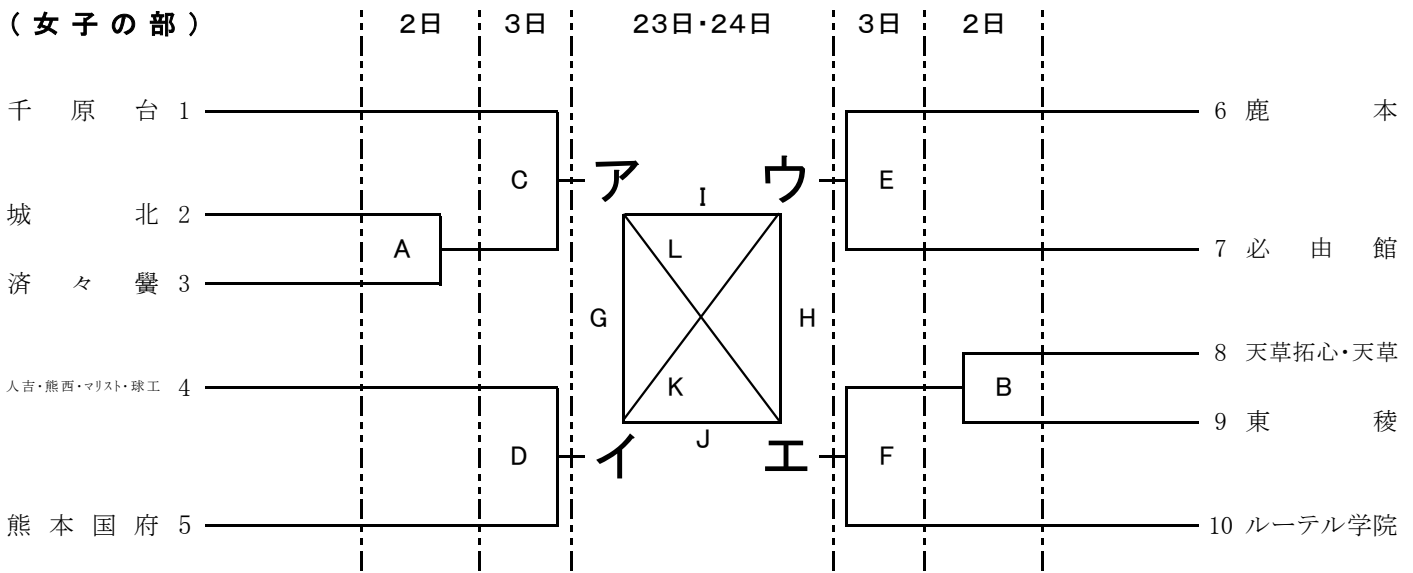 (女子の部) 2日 3日 23日・24日 3日 2日
千原台 1
6 鹿本
C ア ウ E
I
城北 2
A L
7 必由館
済々黌 3
G H
8 天草拓心・天草
人吉・熊西・マリスト・球工 4
K B
9 東稜
J
D イ エ F
熊本国府 5
10 ルーテル学院